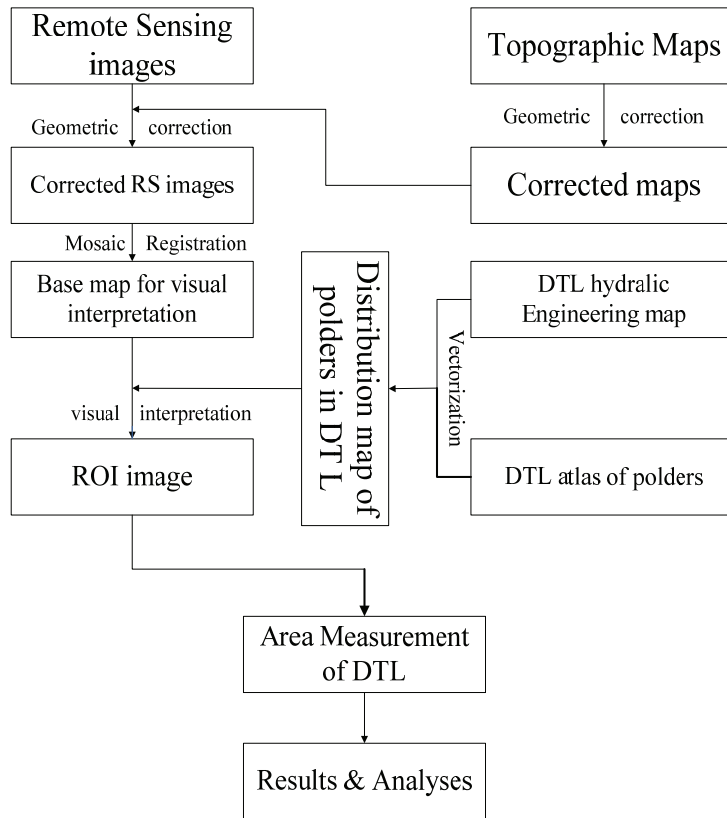 Remote Sensing
images
Topographic Maps
Geometric correction
Geometric correction
Corrected RS images
Corrected maps
Mosaic Registration
Base map for visual
interpretation
Distribution map of
polders in DT L
DTL hydralic
Engineering map
Vectorization
visual interpretation
ROI image
DTL atlas of polders
Area Measurement
of DTL
Results & Analyses